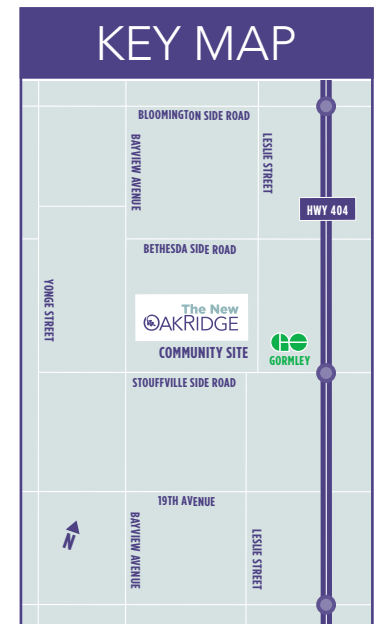 KEY MAP
BLOOMINGTON SIDE ROAD
BAYVIEW AVENUE
LESLIE STREET
HWY 404
BETHESDA SIDE ROAD
YONGE STREET
The New
OAKRIDGE
COMMUNITY SITE
GO
GORMLEY
STOUFFVILLE SIDE ROAD
19TH AVENUE
N
BAYVIEW AVENUE
LESLIE STREET